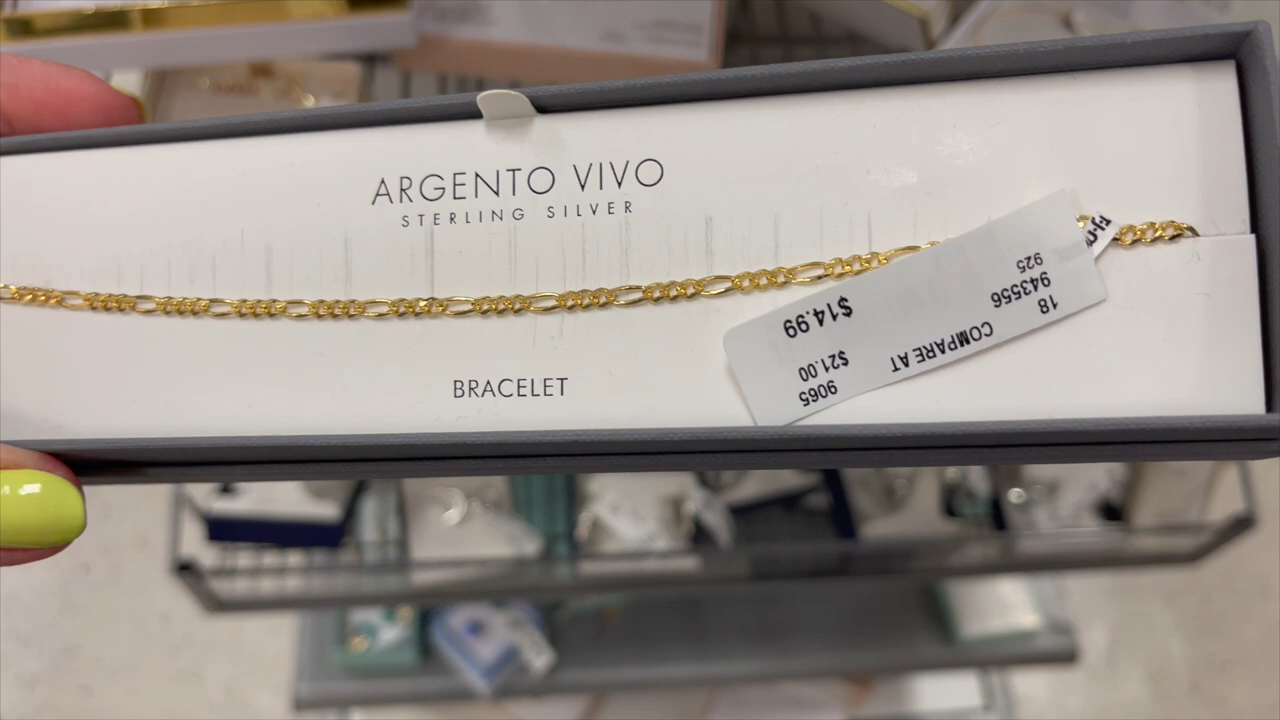 ARGENTO VIVO
STERLING SILVER
BRACELET
925
18 943556
COMPARE AT
$14.99
$21.00
9065